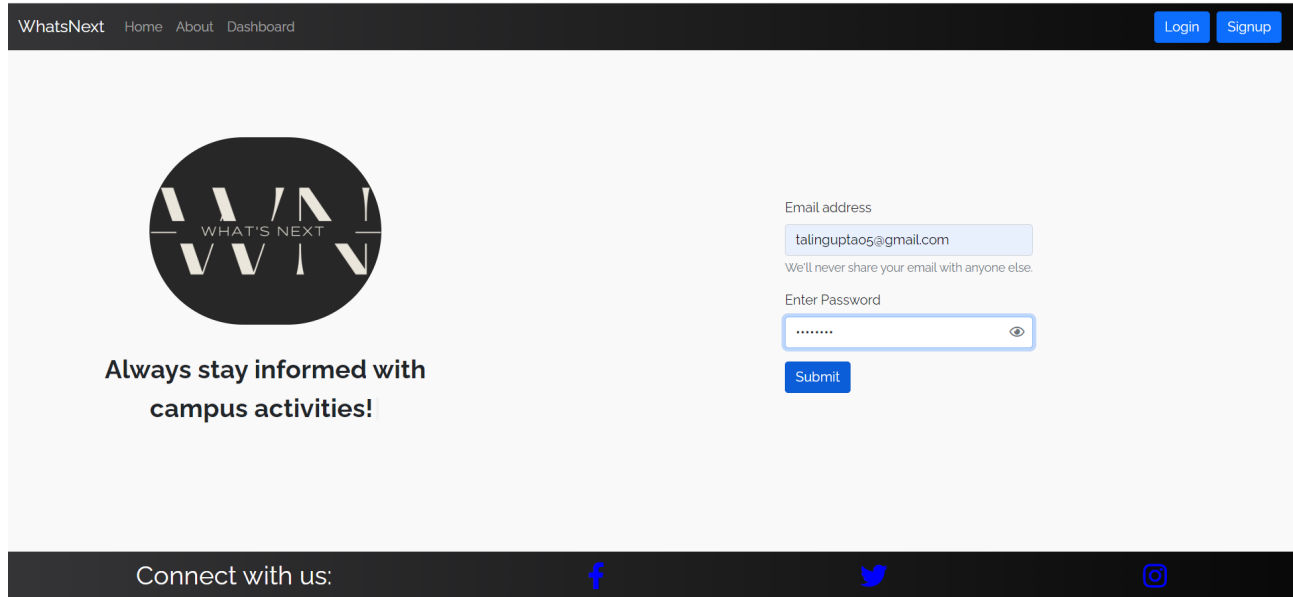 WhatsNext Home About Dashboard Login Signup
WN
WHAT'S NEXT
Always stay informed with
campus activities!
Email address
talingupta05@gmail.com
We'll never share your email with anyone else.
Enter Password
••••••••
Submit
Connect with us: